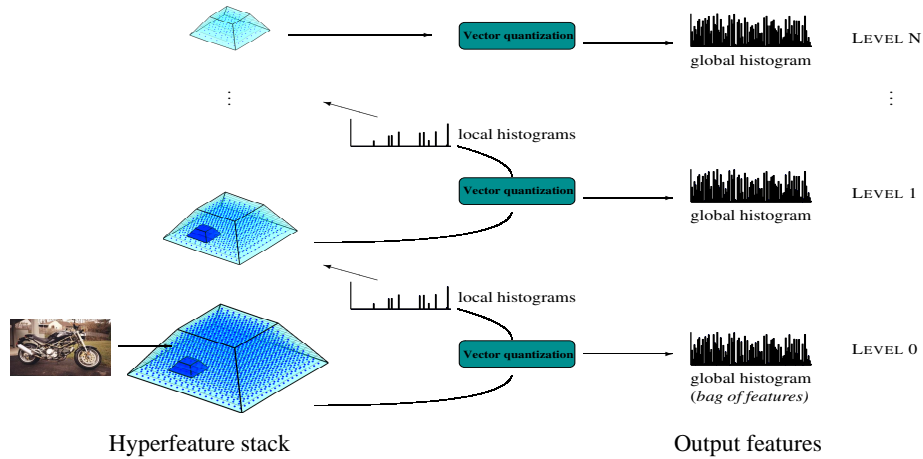 Vector quantization
global histogram
LEVEL N
local histograms
Vector quantization
global histogram
LEVEL 1
local histograms
Vector quantization
global histogram
(bag of features)
LEVEL 0
Hyperfeature stack
Output features